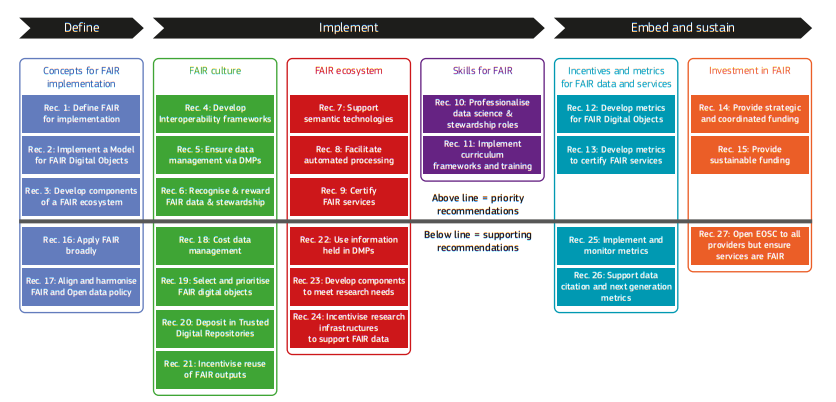 Define
Implement
Embed and sustain
Concepts for FAIR
implementation
Rec. 1: Define FAIR
for implementation
Rec. 2: Implement a Model
for FAIR Digital Objects
Rec. 3: Develop components
of a FAIR ecosystem
Rec. 16: Apply FAIR
broadly
Rec. 17: Align and harmonise
FAIR and Open data policy
FAIR culture
Rec. 4: Develop
Interoperability frameworks
Rec. 5: Ensure data
management via DMPs
Rec. 6: Recognise & reward
FAIR data & stewardship
Rec. 18: Cost data
management
Rec. 19: Select and prioritise
FAIR digital objects
Rec. 20: Deposit in Trusted
Digital Repositories
Rec. 21: Incentivise reuse
of FAIR outputs
FAIR ecosystem
Rec. 7: Support
semantic technologies
Rec. 8: Facilitate
automated processing
Rec. 9: Certify
FAIR services
Rec. 22: Use information
held in DMPs
Rec. 23: Develop components
to meet research needs
Rec. 24: Incentivise research
infrastructures
to support FAIR data
Skills for FAIR
Rec. 10: Professionalise
data science &
stewardship roles
Rec. 11: Implement
curriculum
frameworks and training
Above line = priority
recommendations
Below line = supporting
recommendations
Incentives and metrics
for FAIR data and services
Rec. 12: Develop metrics
for FAIR Digital Objects
Rec. 13: Develop metrics
to certify FAIR services
Rec. 25: Implement and
monitor metrics
Rec. 26: Support data
citation and next generation
metrics
Investment in FAIR
Rec. 14: Provide strategic
and coordinated funding
Rec. 15: Provide
sustainable funding
Rec. 27: Open EOSC to all
providers but ensure
services are FAIR